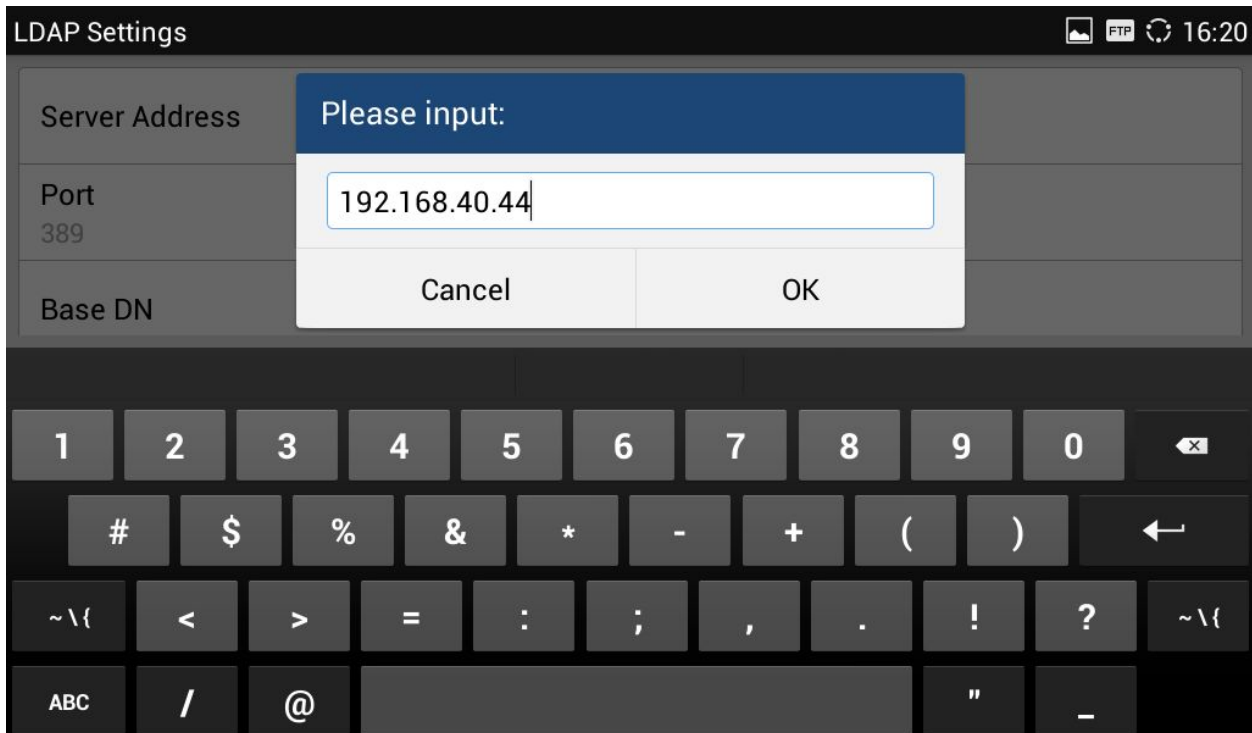 LDAP Settings FTP 16:20
Server Address
Please input:
Port
389
192.168.40.44
Cancel OK
Base DN
1 2 3 4 5 6 7 8 9 0
# $ % & * - + ( )
~ \ { < > = : ; , . ! ? ~ \ {
ABC / @ " _